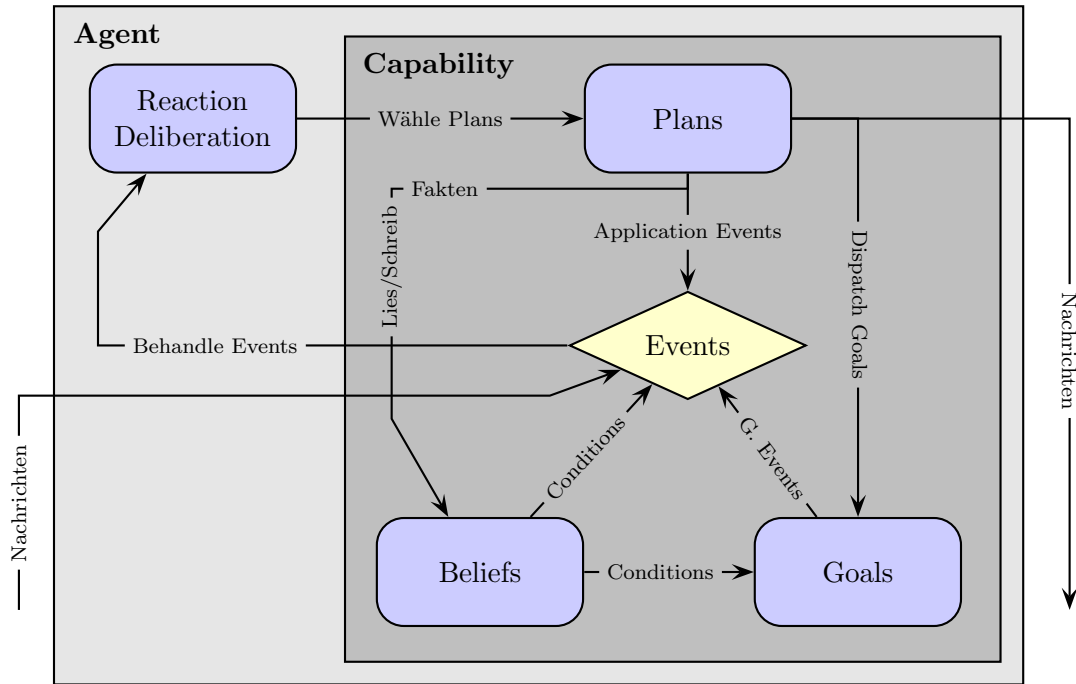 Agent
Capability
Reaction
Deliberation
Wähle Plans
Plans
Fakten
Lies/Schreib
Application Events
Dispatch Goals
Nachrichten
Behandle Events
Events
Nachrichten
Conditions
G. Events
Beliefs
Conditions
Goals